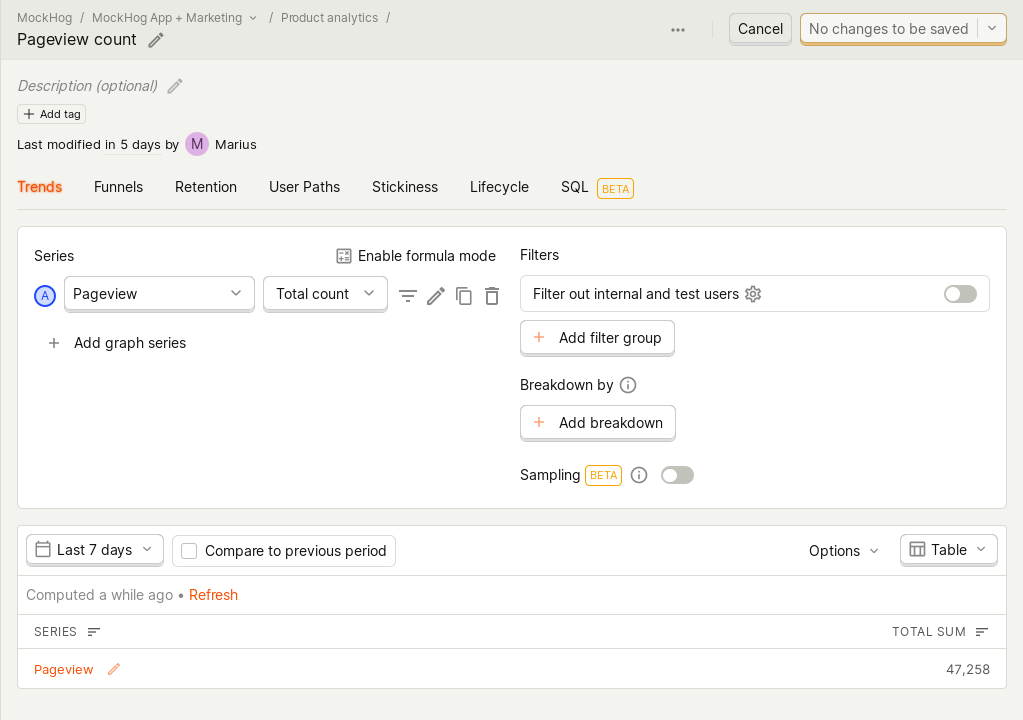 MockHog / MockHog App + Marketing / Product analytics /
Pageview count
Cancel
No changes to be saved
Description (optional)
Add tag
Last modified in 5 days by M Marius
Trends Funnels Retention User Paths Stickiness Lifecycle SQL BETA
Series
Enable formula mode
A Pageview Total count
Add graph series
Filters
Filter out internal and test users
Add filter group
Breakdown by
Add breakdown
Sampling BETA
Last 7 days Compare to previous period Options Table
Computed a while ago • Refresh
SERIES TOTAL SUM
Pageview 47,258